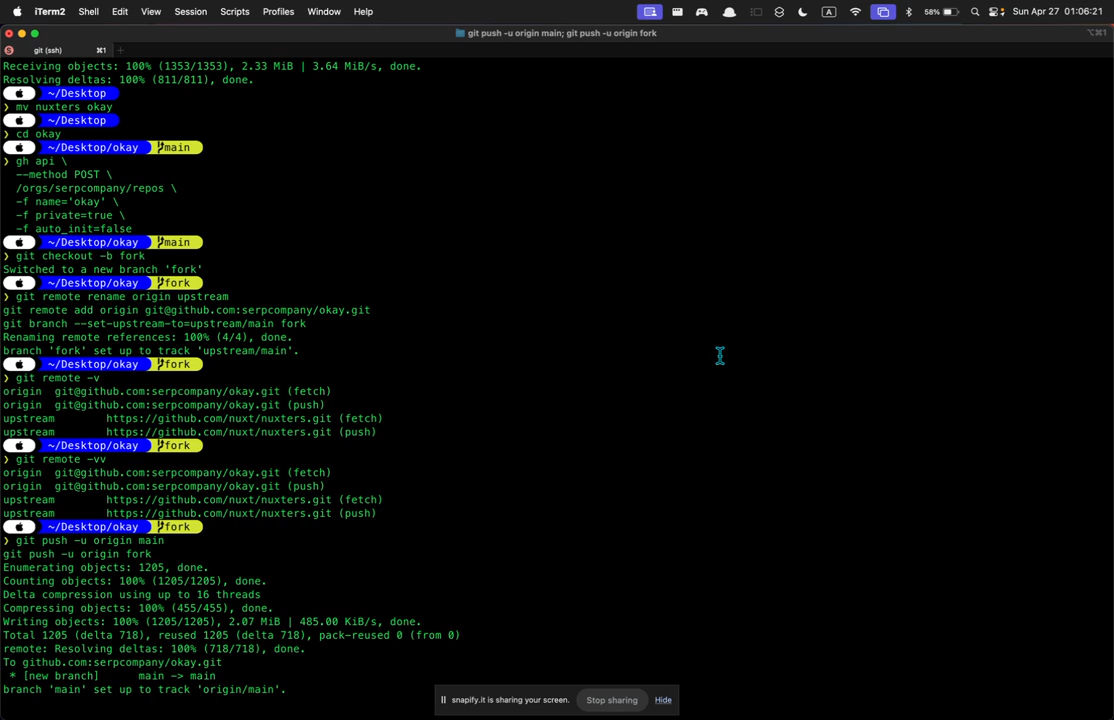 iTerm2 Shell Edit View Session Scripts Profiles Window Help A 58% Sun Apr 27 01:06:21
git push -u origin main; git push -u origin fork ⌥⌘1
S git (ssh) ⌘1 +
Receiving objects: 100% (1353/1353), 2.33 MiB | 3.64 MiB/s, done.
Resolving deltas: 100% (811/811), done.
~/Desktop
❯ mv nuxters okay
~/Desktop
❯ cd okay
~/Desktop/okay main
❯ gh api \
--method POST \
/orgs/serpcompany/repos \
-f name='okay' \
-f private=true \
-f auto_init=false
~/Desktop/okay main
❯ git checkout -b fork
Switched to a new branch 'fork'
~/Desktop/okay fork
❯ git remote rename origin upstream
git remote add origin git@github.com:serpcompany/okay.git
git branch --set-upstream-to=upstream/main fork
Renaming remote references: 100% (4/4), done.
branch 'fork' set up to track 'upstream/main'.
~/Desktop/okay fork
❯ git remote -v
origin git@github.com:serpcompany/okay.git (fetch)
origin git@github.com:serpcompany/okay.git (push)
upstream https://github.com/nuxt/nuxters.git (fetch)
upstream https://github.com/nuxt/nuxters.git (push)
~/Desktop/okay fork
❯ git remote -vv
origin git@github.com:serpcompany/okay.git (fetch)
origin git@github.com:serpcompany/okay.git (push)
upstream https://github.com/nuxt/nuxters.git (fetch)
upstream https://github.com/nuxt/nuxters.git (push)
~/Desktop/okay fork
❯ git push -u origin main
git push -u origin fork
Enumerating objects: 1205, done.
Counting objects: 100% (1205/1205), done.
Delta compression using up to 16 threads
Compressing objects: 100% (455/455), done.
Writing objects: 100% (1205/1205), 2.07 MiB | 485.00 KiB/s, done.
Total 1205 (delta 718), reused 1205 (delta 718), pack-reused 0 (from 0)
remote: Resolving deltas: 100% (718/718), done.
To github.com:serpcompany/okay.git
* [new branch] main -> main
branch 'main' set up to track 'origin/main'.
snapify.it is sharing your screen. Stop sharing Hide